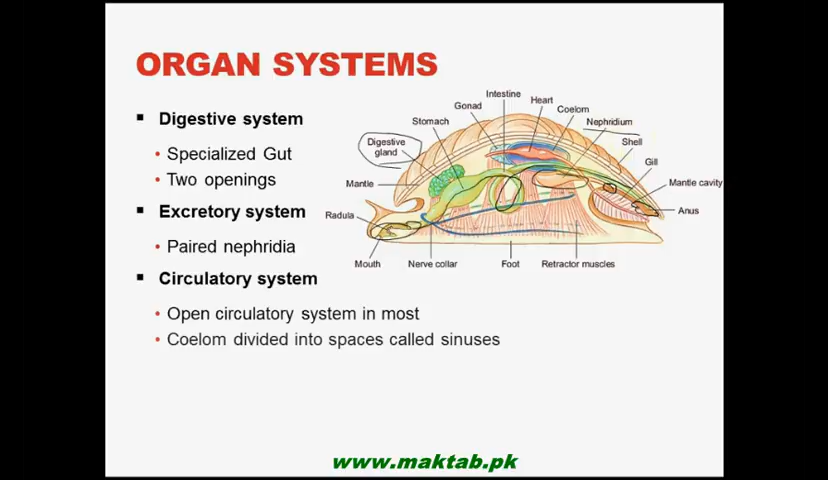 ORGAN SYSTEMS
▪ Digestive system
• Specialized Gut
• Two openings
▪ Excretory system
• Paired nephridia
▪ Circulatory system
• Open circulatory system in most
• Coelom divided into spaces called sinuses
Intestine
Gonad
Heart
Coelom
Stomach
Nephridium
Digestive
gland
Shell
Gill
Mantle
Mantle cavity
Radula
Anus
Mouth
Nerve collar
Foot
Retractor muscles
www.maktab.pk